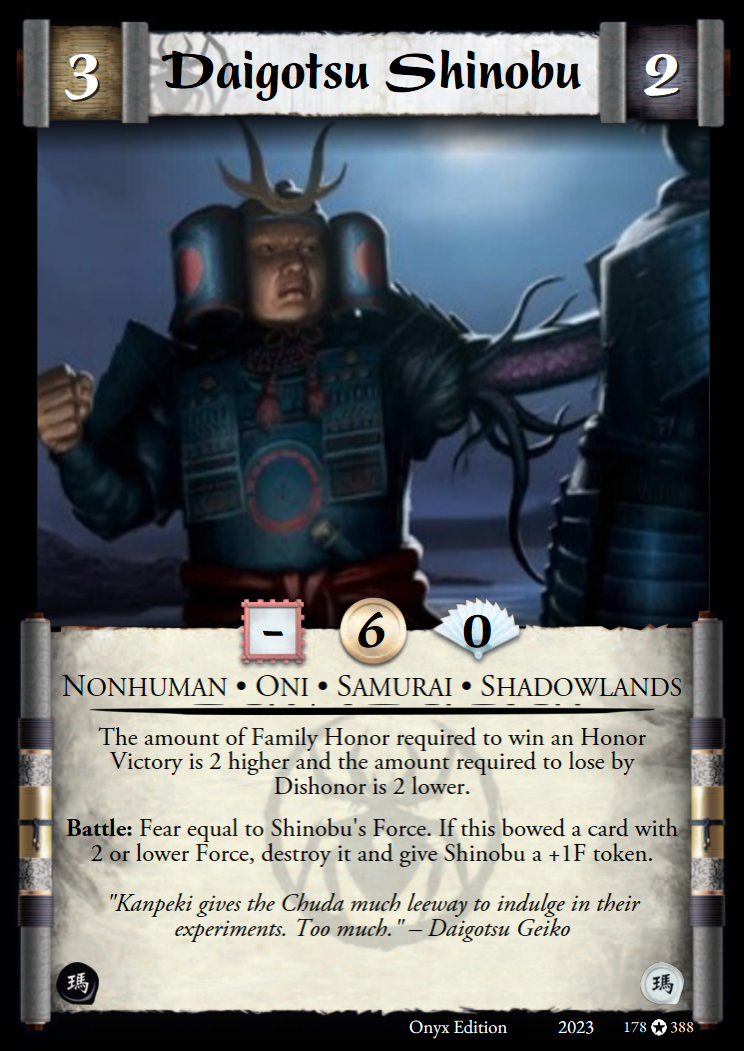 3 Daigotsu Shinobu 2
- 6 0
NONHUMAN • ONI • SAMURAI • SHADOWLANDS
The amount of Family Honor required to win an Honor
Victory is 2 higher and the amount required to lose by
Dishonor is 2 lower.
Battle: Fear equal to Shinobu's Force. If this bowed a card with
2 or lower Force, destroy it and give Shinobu a +1F token.
"Kanpeki gives the Chuda much leeway to indulge in their
experiments. Too much." – Daigotsu Geiko
瑪 瑪
Onyx Edition 2023 178 ✪ 388